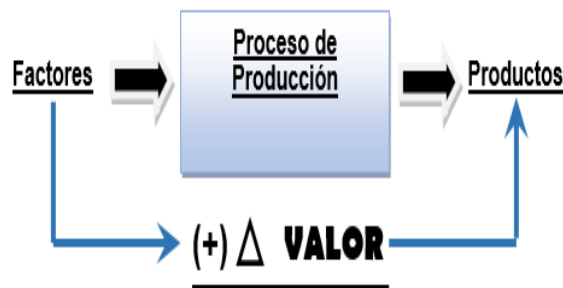 Factores
Proceso de
Producción
Productos
(+) Δ VALOR